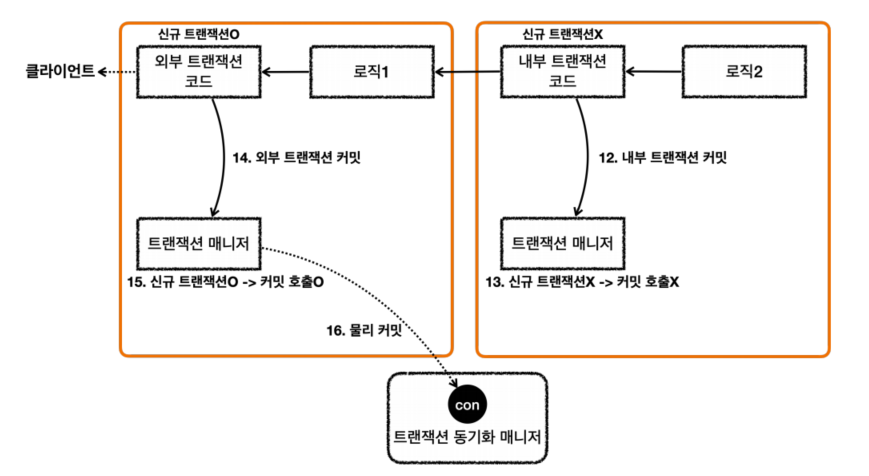 신규 트랜잭션O
외부 트랜잭션
코드
로직1
클라이언트
14. 외부 트랜잭션 커밋
트랜잭션 매니저
15. 신규 트랜잭션O -> 커밋 호출O
16. 물리 커밋
신규 트랜잭션X
내부 트랜잭션
코드
로직2
12. 내부 트랜잭션 커밋
트랜잭션 매니저
13. 신규 트랜잭션X -> 커밋 호출X
con
트랜잭션 동기화 매니저